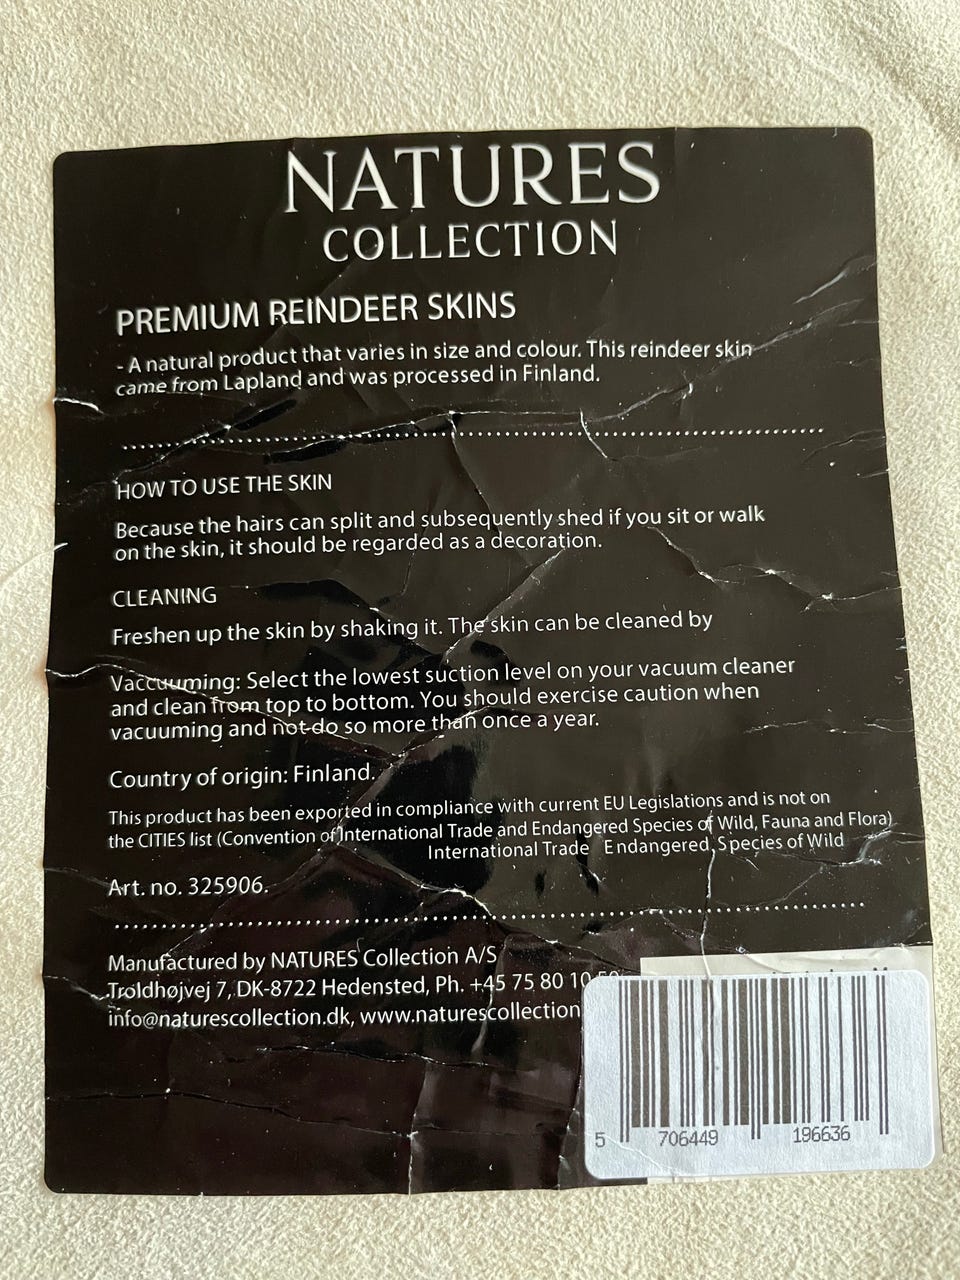 NATURES
COLLECTION
PREMIUM REINDEER SKINS
- A natural product that varies in size and colour. This reindeer skin
came from Lapland and was processed in Finland.
HOW TO USE THE SKIN
Because the hairs can split and subsequently shed if you sit or walk
on the skin, it should be regarded as a decoration.
CLEANING
Freshen up the skin by shaking it. The skin can be cleaned by
Vaccuuming: Select the lowest suction level on your vacuum cleaner
and clean from top to bottom. You should exercise caution when
vacuuming and not do so more than once a year.
Country of origin: Finland.
This product has been exported in compliance with current EU Legislations and is not on
the CITIES list (Convention of International Trade and Endangered Species of Wild, Fauna and Flora)
International Trade Endangered Species of Wild
Art. no. 325906.
Manufactured by NATURES Collection A/S
Troldhøjvej 7, DK-8722 Hedensted, Ph. +45 75 80 10
info@naturescollection.dk, www.naturescollection
5 706449 196636